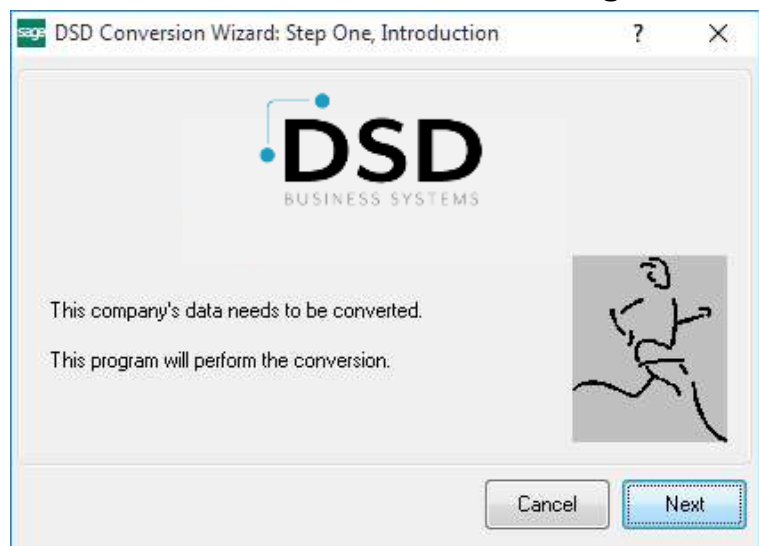 sage DSD Conversion Wizard: Step One, Introduction ? X
DSD
BUSINESS SYSTEMS
This company's data needs to be converted.
This program will perform the conversion.
Cancel Next